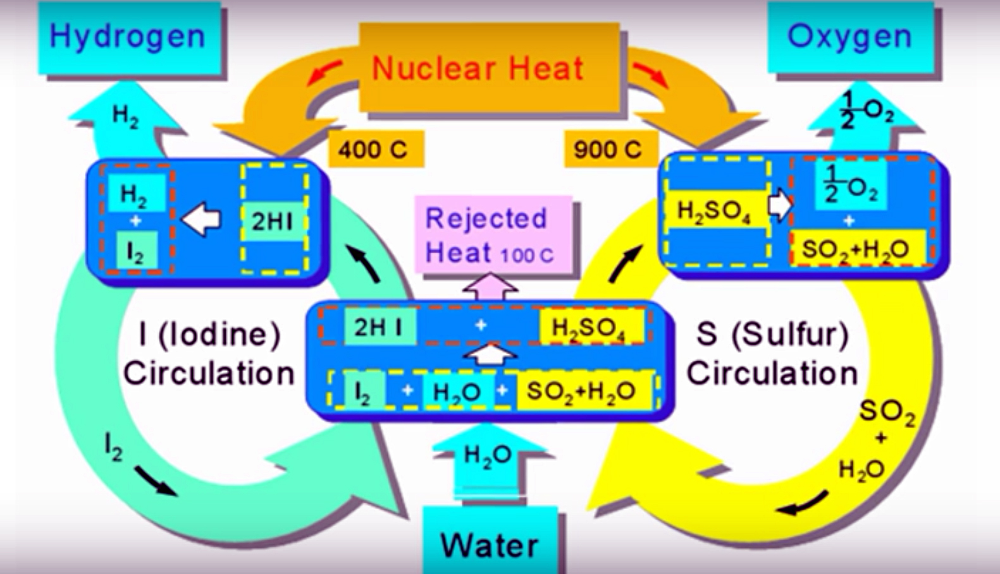 Hydrogen
Nuclear Heat
Oxygen
H₂
½O₂
400 C
900 C
H₂
+
I₂
2HI
H₂SO₄
½O₂
+
SO₂+H₂O
Rejected
Heat 100 C
I (Iodine)
Circulation
2H I + H₂SO₄
I₂ + H₂O + SO₂+H₂O
S (Sulfur)
Circulation
I₂
H₂O
SO₂
+
H₂O
Water